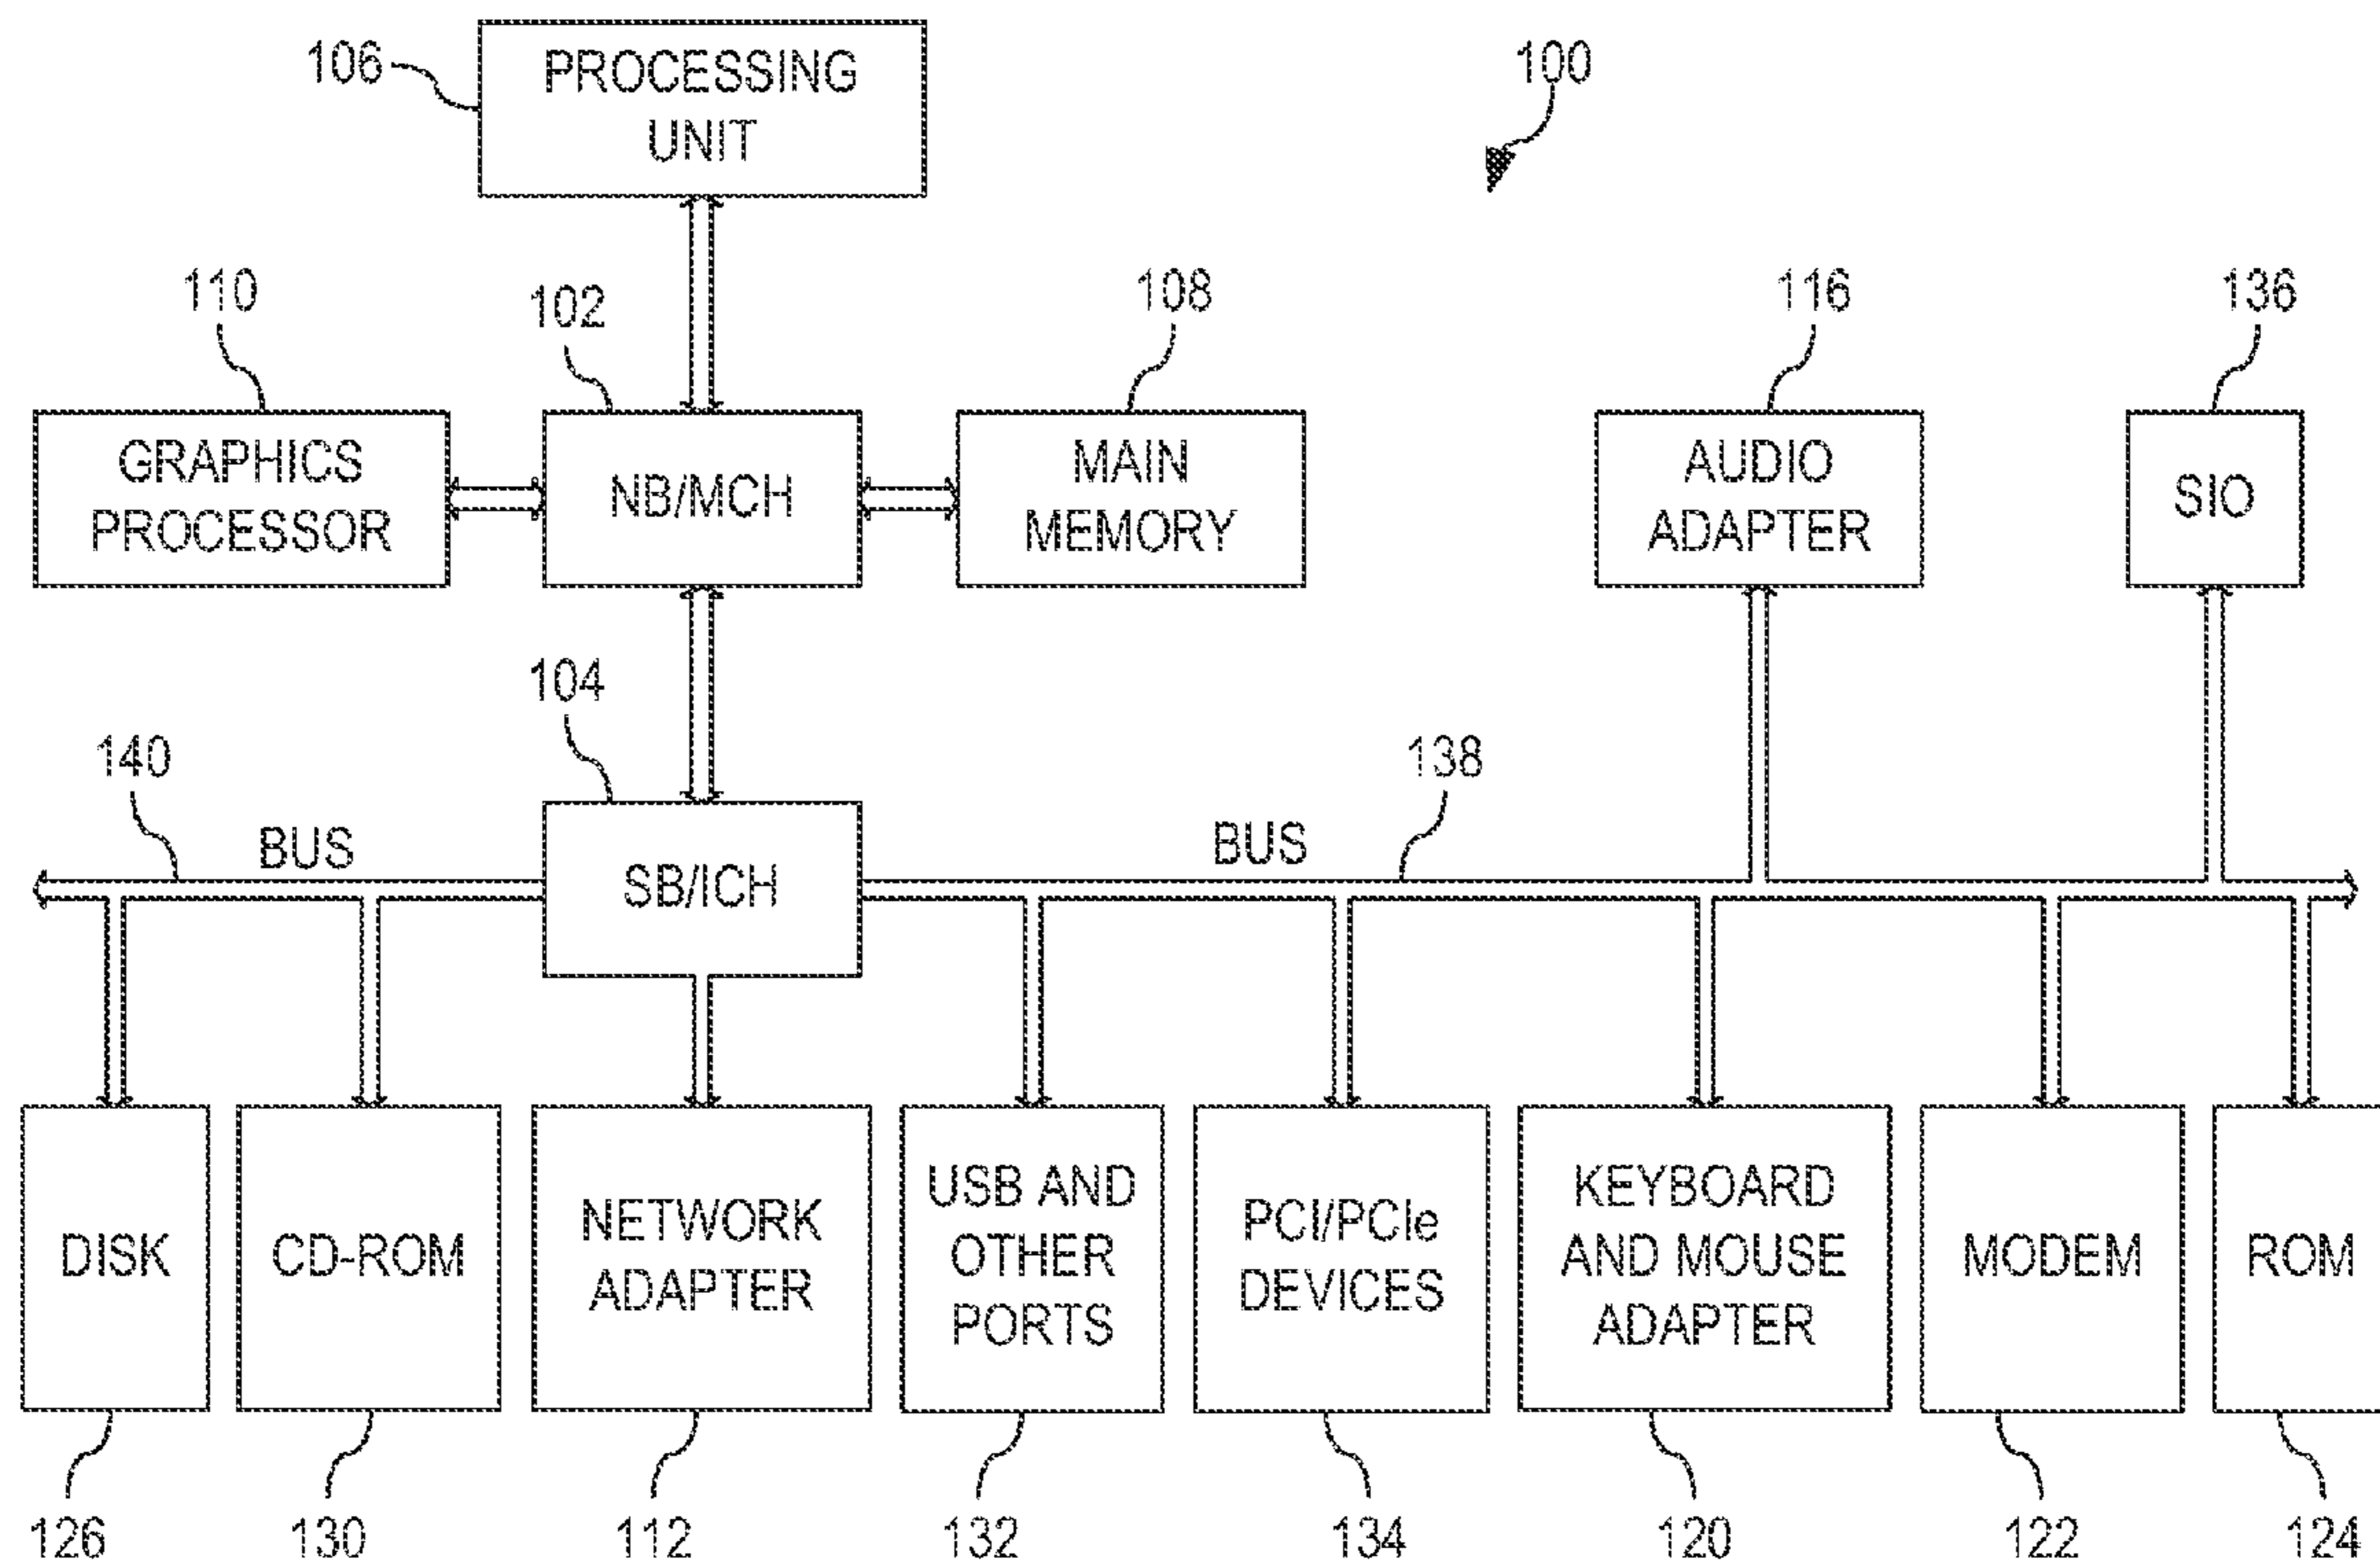 106
PROCESSING
UNIT
100
110
102
108
116
136
GRAPHICS
PROCESSOR
NB/MCH
MAIN
MEMORY
AUDIO
ADAPTER
SIO
104
140
138
BUS
SB/ICH
BUS
DISK
CD-ROM
NETWORK
ADAPTER
USB AND
OTHER
PORTS
PCI/PCIe
DEVICES
KEYBOARD
AND MOUSE
ADAPTER
MODEM
ROM
126
130
112
132
134
120
122
124